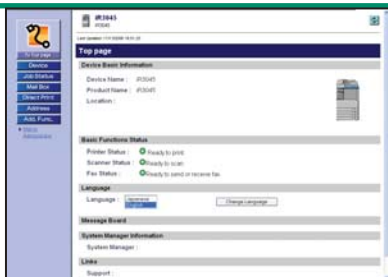 iR3045
iR3045
To Top page
Top page
Device
Job Status
Mail Box
Direct Print
Address
Add. Func.
Device Basic Information
Device Name : iR3045
Product Name : iR3045
Location :
Basic Functions Status
Printer Status : Ready to print.
Scanner Status : Ready to scan.
Fax Status : Ready to send or receive fax.
Language
Language : Japanese
English
Change Language
Message Board
System Manager Information
System Manager :
Links
Support :